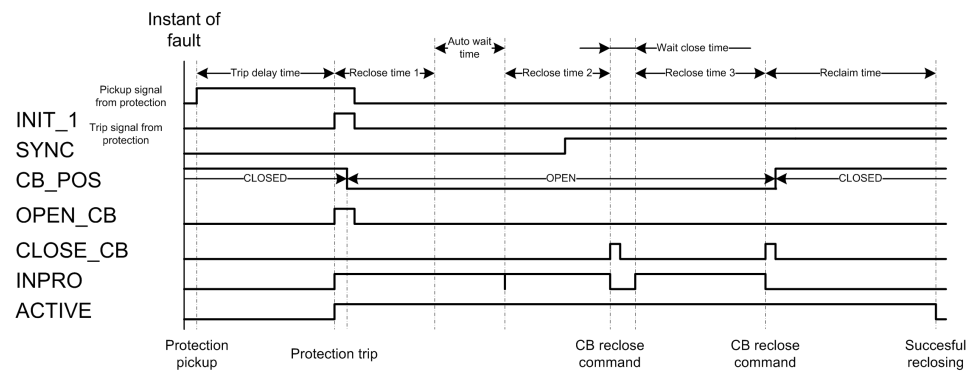 Instant of
fault
Auto wait
time
Wait close time
Trip delay time
Reclose time 1
Reclose time 2
Reclose time 3
Reclaim time
Pickup signal
from protection
INIT_1
Trip signal from
protection
SYNC
CB_POS
CLOSED
OPEN
CLOSED
OPEN_CB
CLOSE_CB
INPRO
ACTIVE
Protection
pickup
Protection trip
CB reclose
command
CB reclose
command
Succesful
reclosing